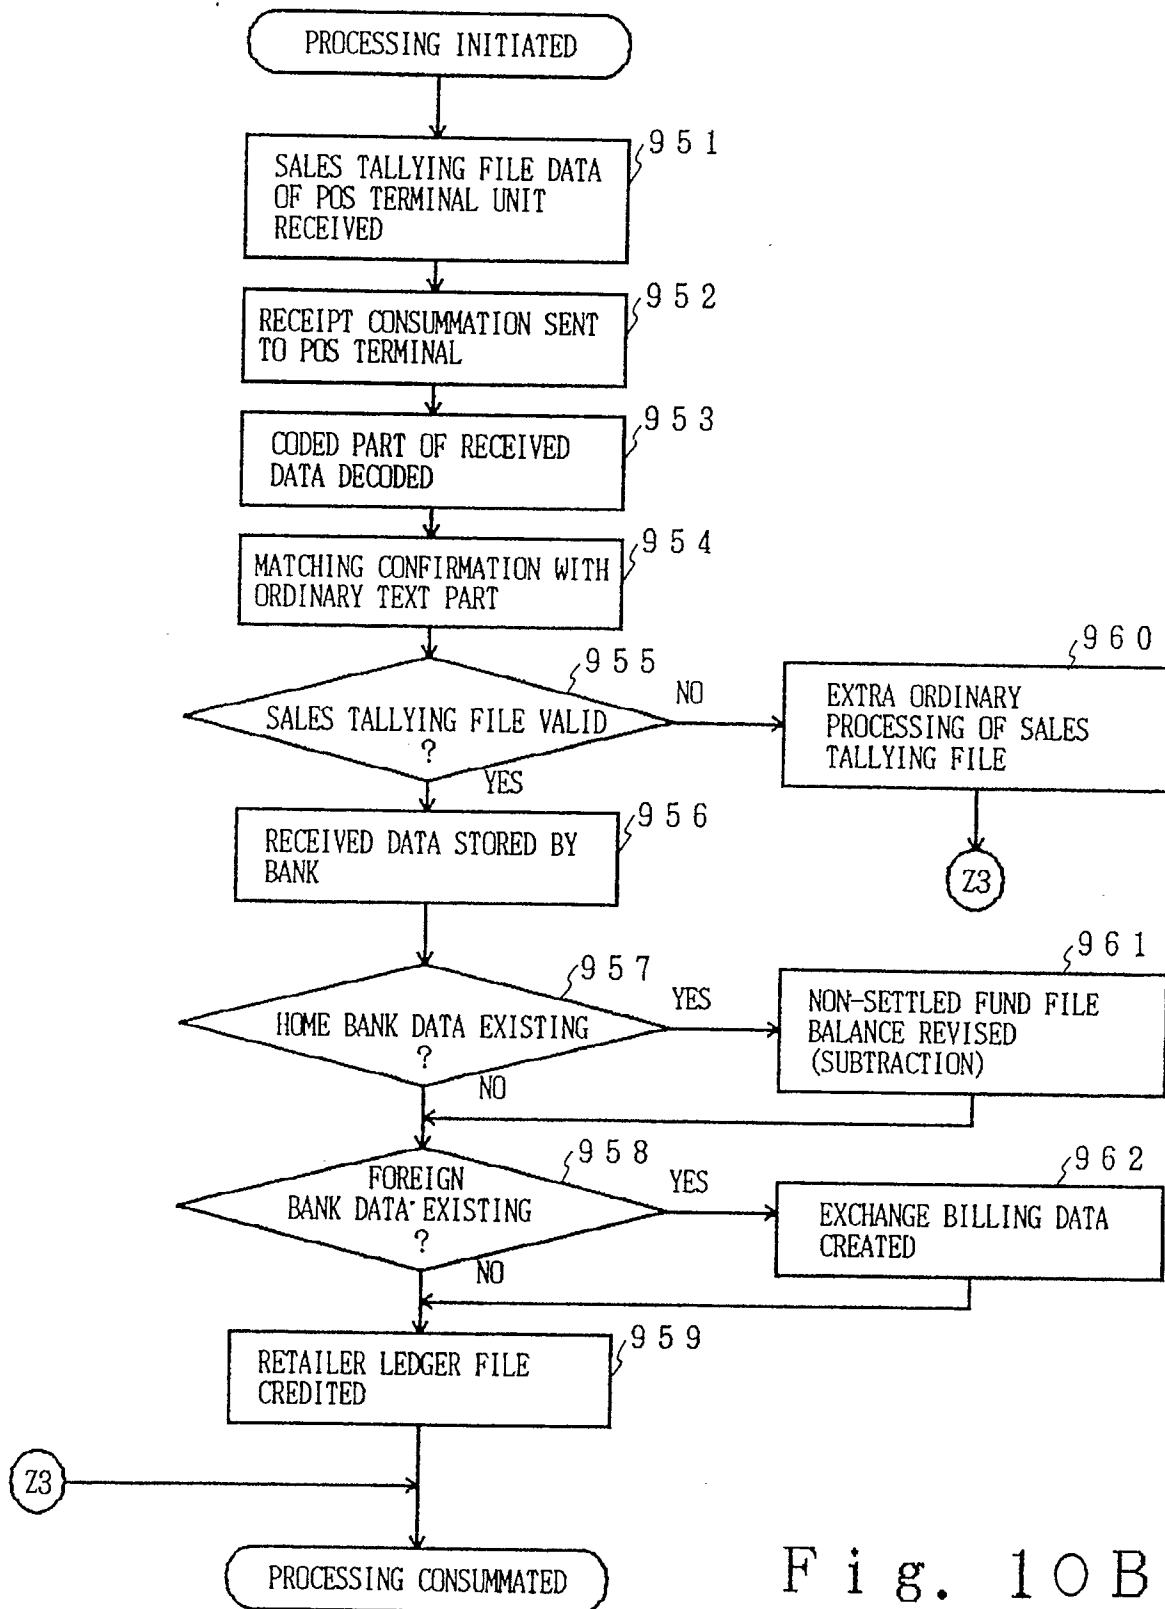 PROCESSING INITIATED
951
SALES TALLYING FILE DATA
OF POS TERMINAL UNIT
RECEIVED
952
RECEIPT CONSUMMATION SENT
TO POS TERMINAL
953
CODED PART OF RECEIVED
DATA DECODED
954
MATCHING CONFIRMATION WITH
ORDINARY TEXT PART
955
SALES TALLYING FILE VALID
?
NO
YES
960
EXTRA ORDINARY
PROCESSING OF SALES
TALLYING FILE
Z3
956
RECEIVED DATA STORED BY
BANK
957
HOME BANK DATA EXISTING
?
YES
NO
961
NON-SETTLED FUND FILE
BALANCE REVISED
(SUBTRACTION)
958
FOREIGN
BANK DATA EXISTING
?
YES
NO
962
EXCHANGE BILLING DATA
CREATED
959
RETAILER LEDGER FILE
CREDITED
Z3
PROCESSING CONSUMMATED
Fig. 10B